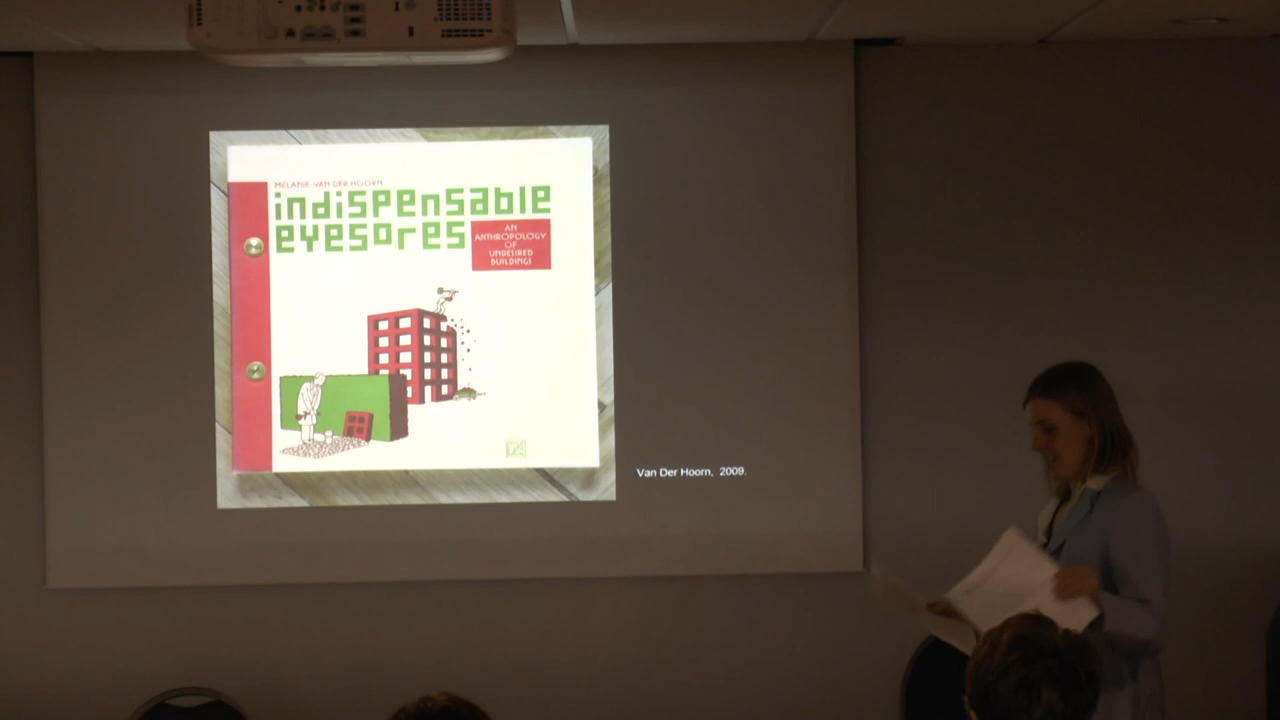 MÉLANIE VAN DER HOORN
indispensable
eyesores
AN
ANTHROPOLOGY
OF
UNDESIRED
BUILDINGS
Van Der Hoorn, 2009.